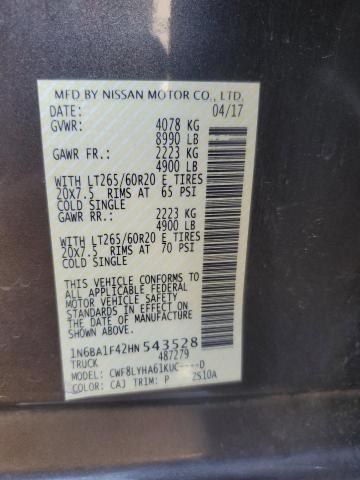 MFD BY NISSAN MOTOR CO., LTD.
DATE: 04/17
GVWR: 4078 KG
8990 LB
GAWR FR.: 2223 KG
4900 LB
WITH LT265/60R20 E TIRES
20X7.5 RIMS AT 65 PSI
COLD SINGLE
GAWR RR.: 2223 KG
4900 LB
WITH LT265/60R20 E TIRES
20X7.5 RIMS AT 70 PSI
COLD SINGLE
THIS VEHICLE CONFORMS TO
ALL APPLICABLE FEDERAL
MOTOR VEHICLE SAFETY
STANDARDS IN EFFECT ON
THE DATE OF MANUFACTURE
SHOWN ABOVE.
1N6BA1F42HN543528
TRUCK 487279
MODEL: CWF8LYHA61KUC----D
COLOR: CAJ TRIM: P 2S10A